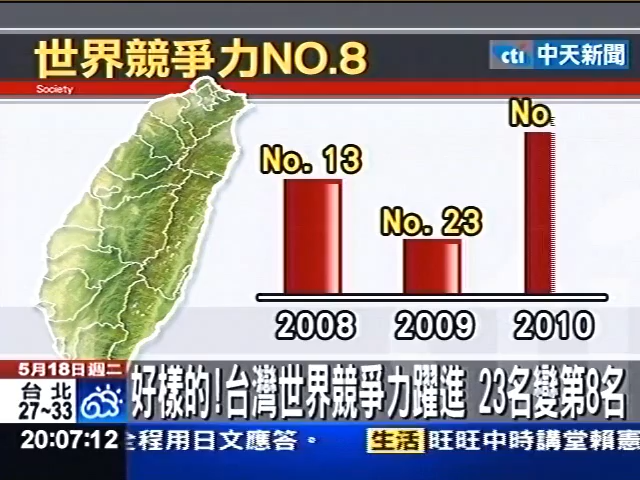 世界競爭力NO.8
cti 中天新聞
Society
No. 13
No. 23
No
2008
2009
2010
5月18日週二
台北
27~33
好樣的!台灣世界競爭力躍進 23名變第8名
20:07:12
全程用日文應答。 生活 旺旺中時講堂賴憲